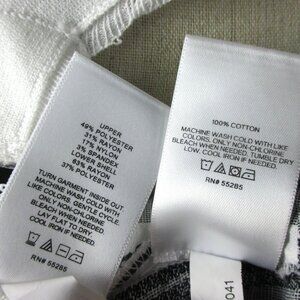 UPPER
49% POLYESTER
31% RAYON
17% NYLON
3% SPANDEX
LOWER SHELL
63% RAYON
37% POLYESTER
TURN GARMENT INSIDE OUT
MACHINE WASH COLD WITH
LIKE COLORS. GENTLE CYCLE.
ONLY NON-CHLORINE
BLEACH WHEN NEEDED.
LAY FLAT TO DRY.
COOL IRON IF NEEDED
RN# 55285
100% COTTON
MACHINE WASH COLD WITH LIKE
COLORS. ONLY NON-CHLORINE
BLEACH WHEN NEEDED. TUMBLE DRY
LOW. COOL IRON IF NEEDED
RN# 55285
041